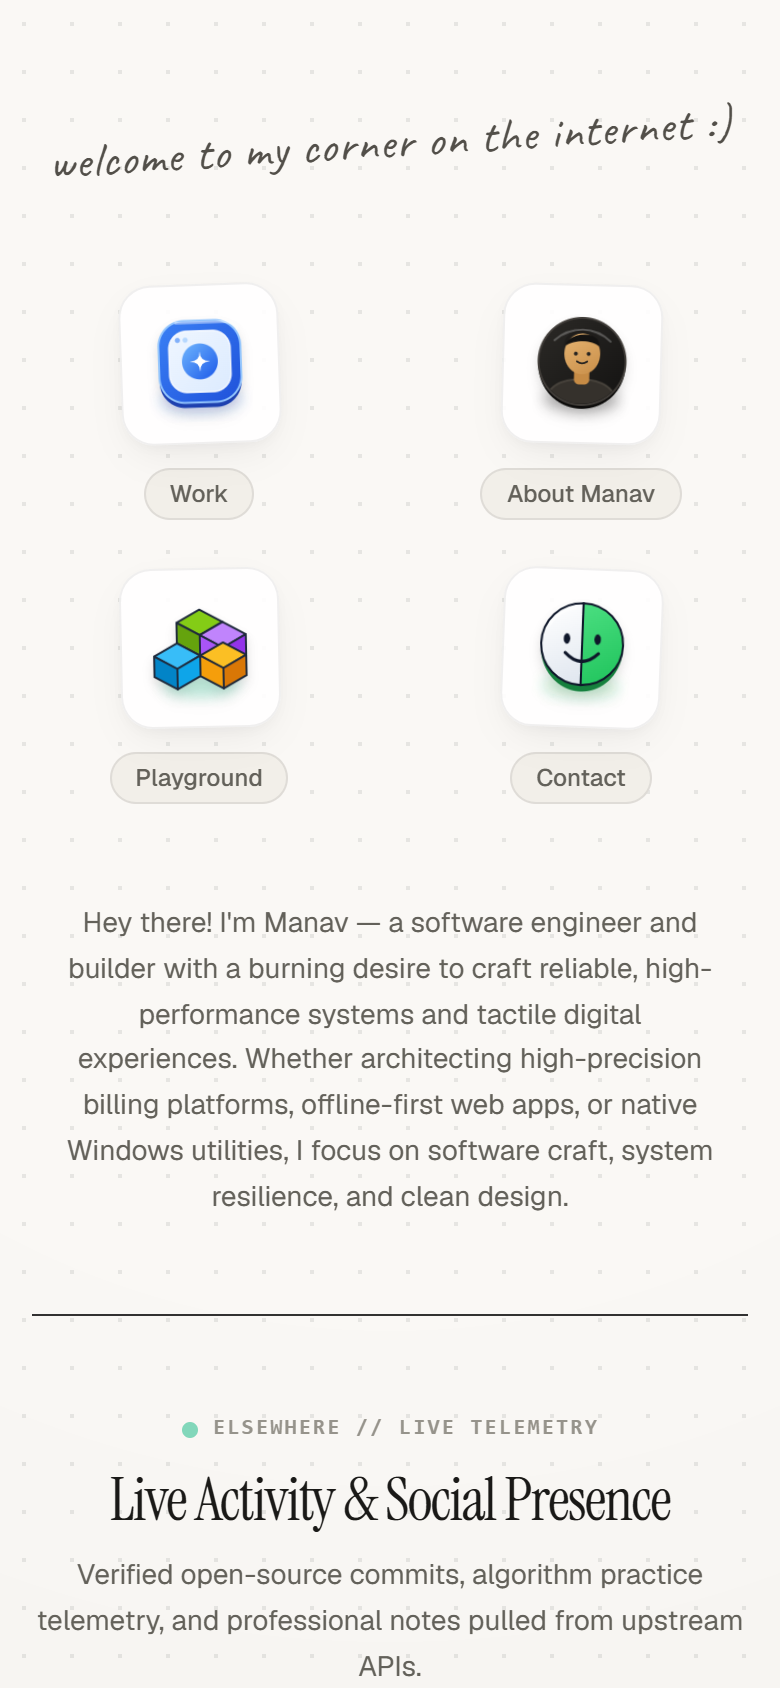 welcome to my corner on the internet :)
Work
About Manav
Playground
Contact
Hey there! I'm Manav — a software engineer and
builder with a burning desire to craft reliable, high-
performance systems and tactile digital
experiences. Whether architecting high-precision
billing platforms, offline-first web apps, or native
Windows utilities, I focus on software craft, system
resilience, and clean design.
ELSEWHERE // LIVE TELEMETRY
Live Activity & Social Presence
Verified open-source commits, algorithm practice
telemetry, and professional notes pulled from upstream
APIs.